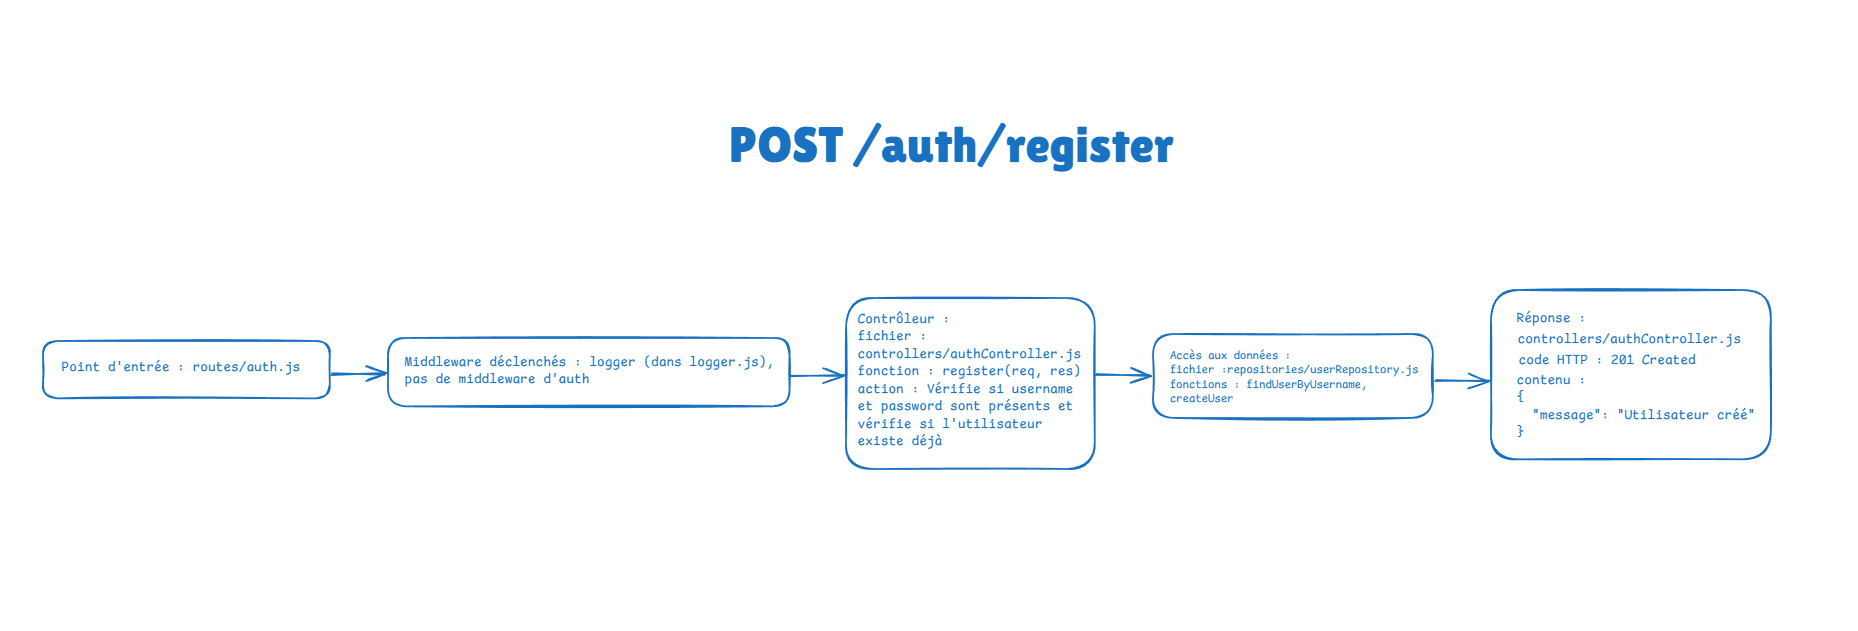 POST /auth/register
Point d'entrée : routes/auth.js
Middleware déclenchés : logger (dans logger.js),
pas de middleware d'auth
Contrôleur :
fichier :
controllers/authController.js
fonction : register(req, res)
action : Vérifie si username
et password sont présents et
vérifie si l'utilisateur
existe déjà
Accès aux données :
fichier :repositories/userRepository.js
fonctions : findUserByUsername,
createUser
Réponse :
controllers/authController.js
code HTTP : 201 Created
contenu :
{
  "message": "Utilisateur créé"
}